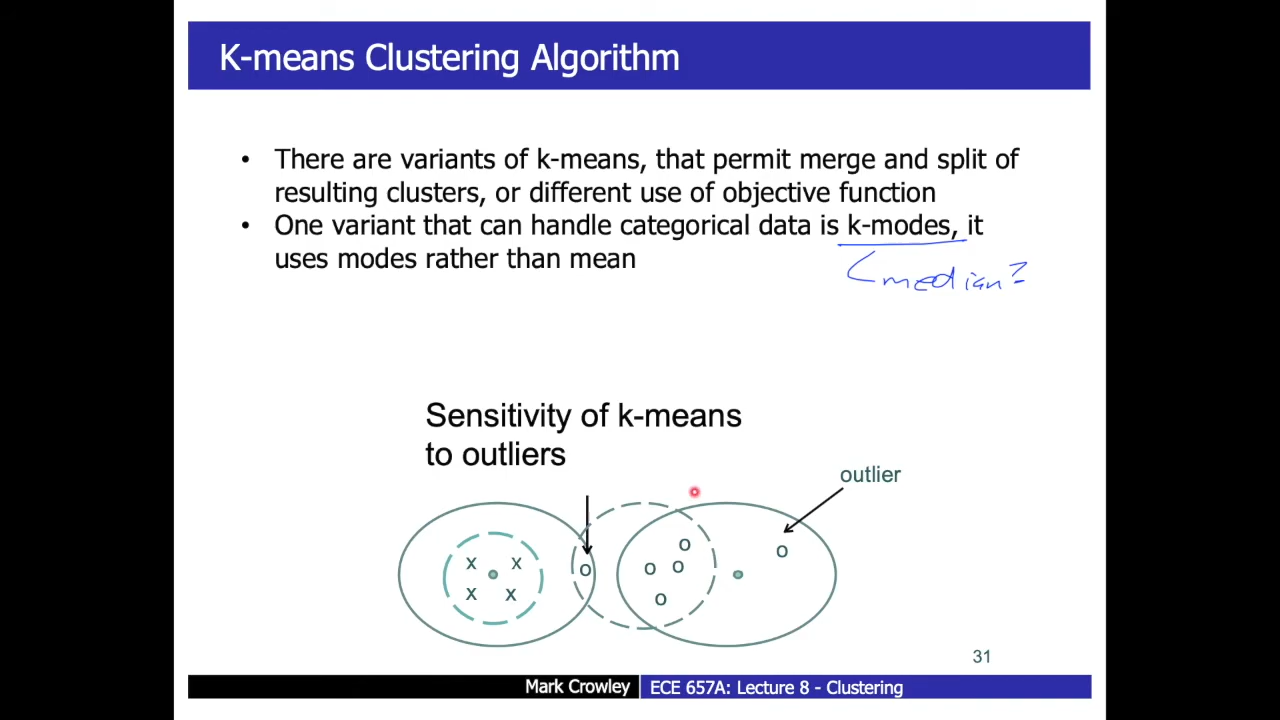 K-means Clustering Algorithm
• There are variants of k-means, that permit merge and split of
resulting clusters, or different use of objective function
• One variant that can handle categorical data is k-modes, it
uses modes rather than mean
median?
Sensitivity of k-means
to outliers
outlier
x x
x x
o
o
o o
o
o
31
Mark Crowley ECE 657A: Lecture 8 - Clustering